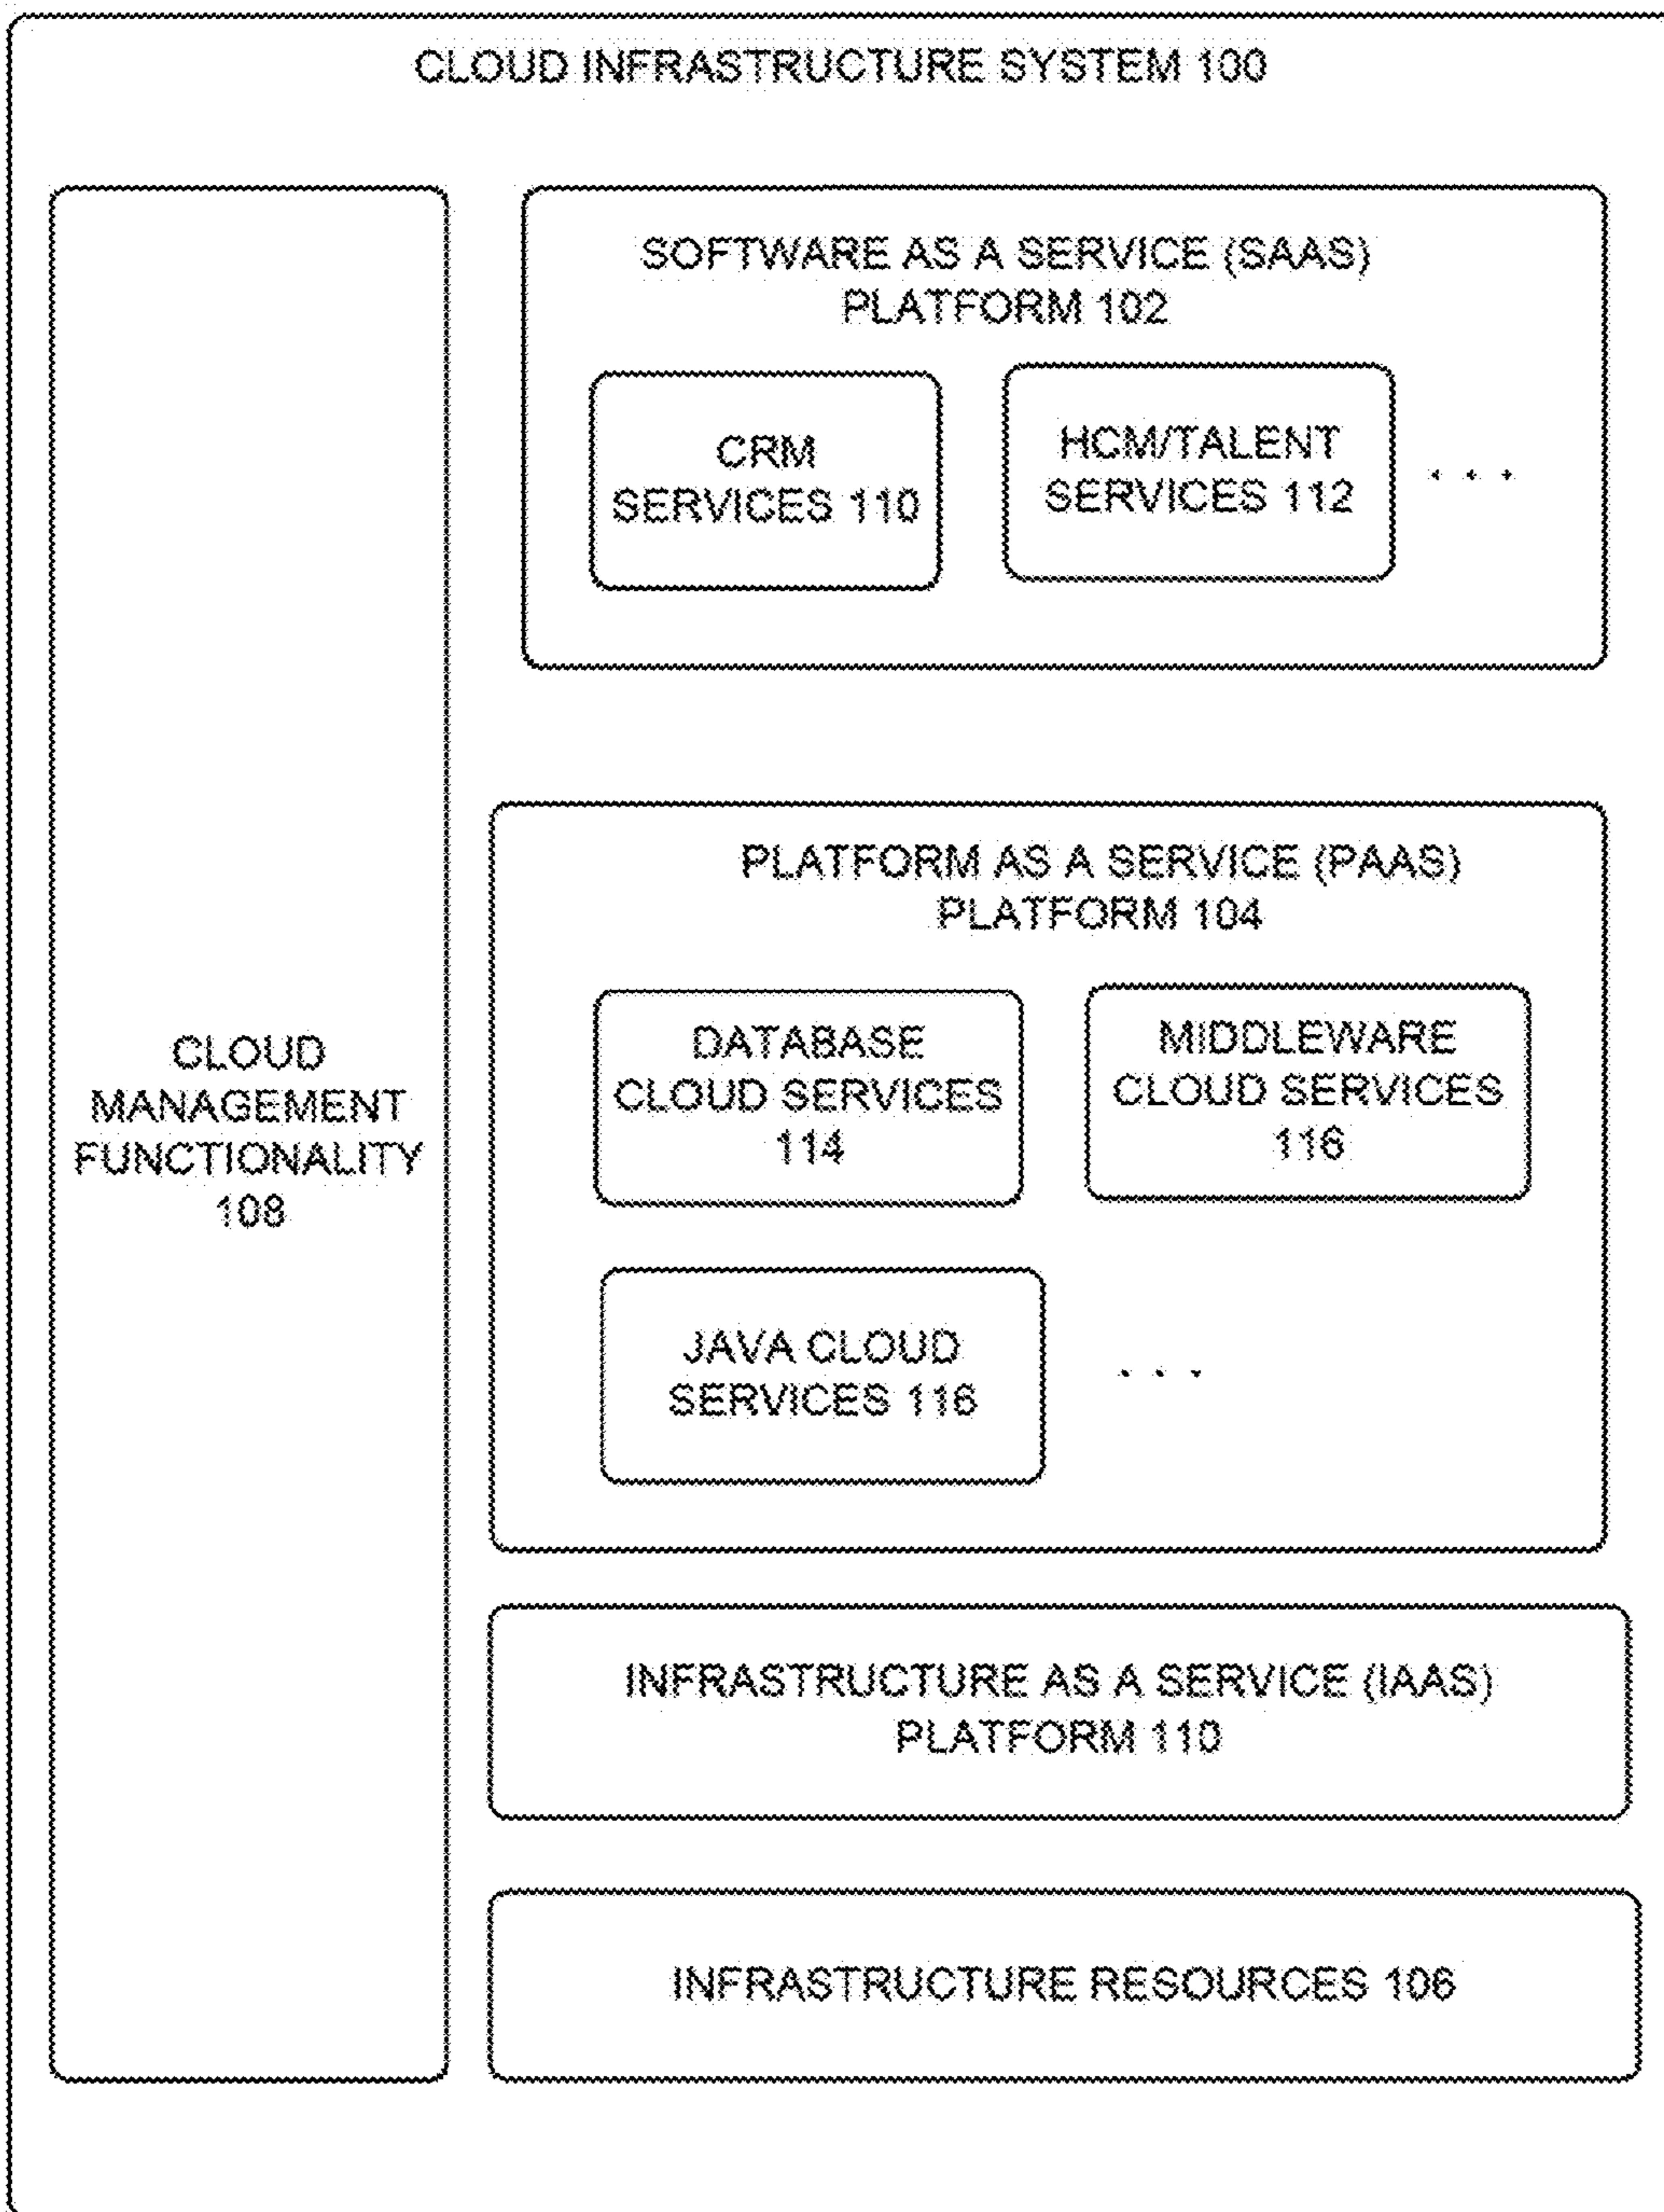 CLOUD INFRASTRUCTURE SYSTEM 100
SOFTWARE AS A SERVICE (SAAS)
PLATFORM 102
CRM
SERVICES 110
HCM/TALENT
SERVICES 112
. . .
PLATFORM AS A SERVICE (PAAS)
PLATFORM 104
DATABASE
CLOUD SERVICES
114
MIDDLEWARE
CLOUD SERVICES
116
JAVA CLOUD
SERVICES 116
. . .
CLOUD
MANAGEMENT
FUNCTIONALITY
108
INFRASTRUCTURE AS A SERVICE (IAAS)
PLATFORM 110
INFRASTRUCTURE RESOURCES 106